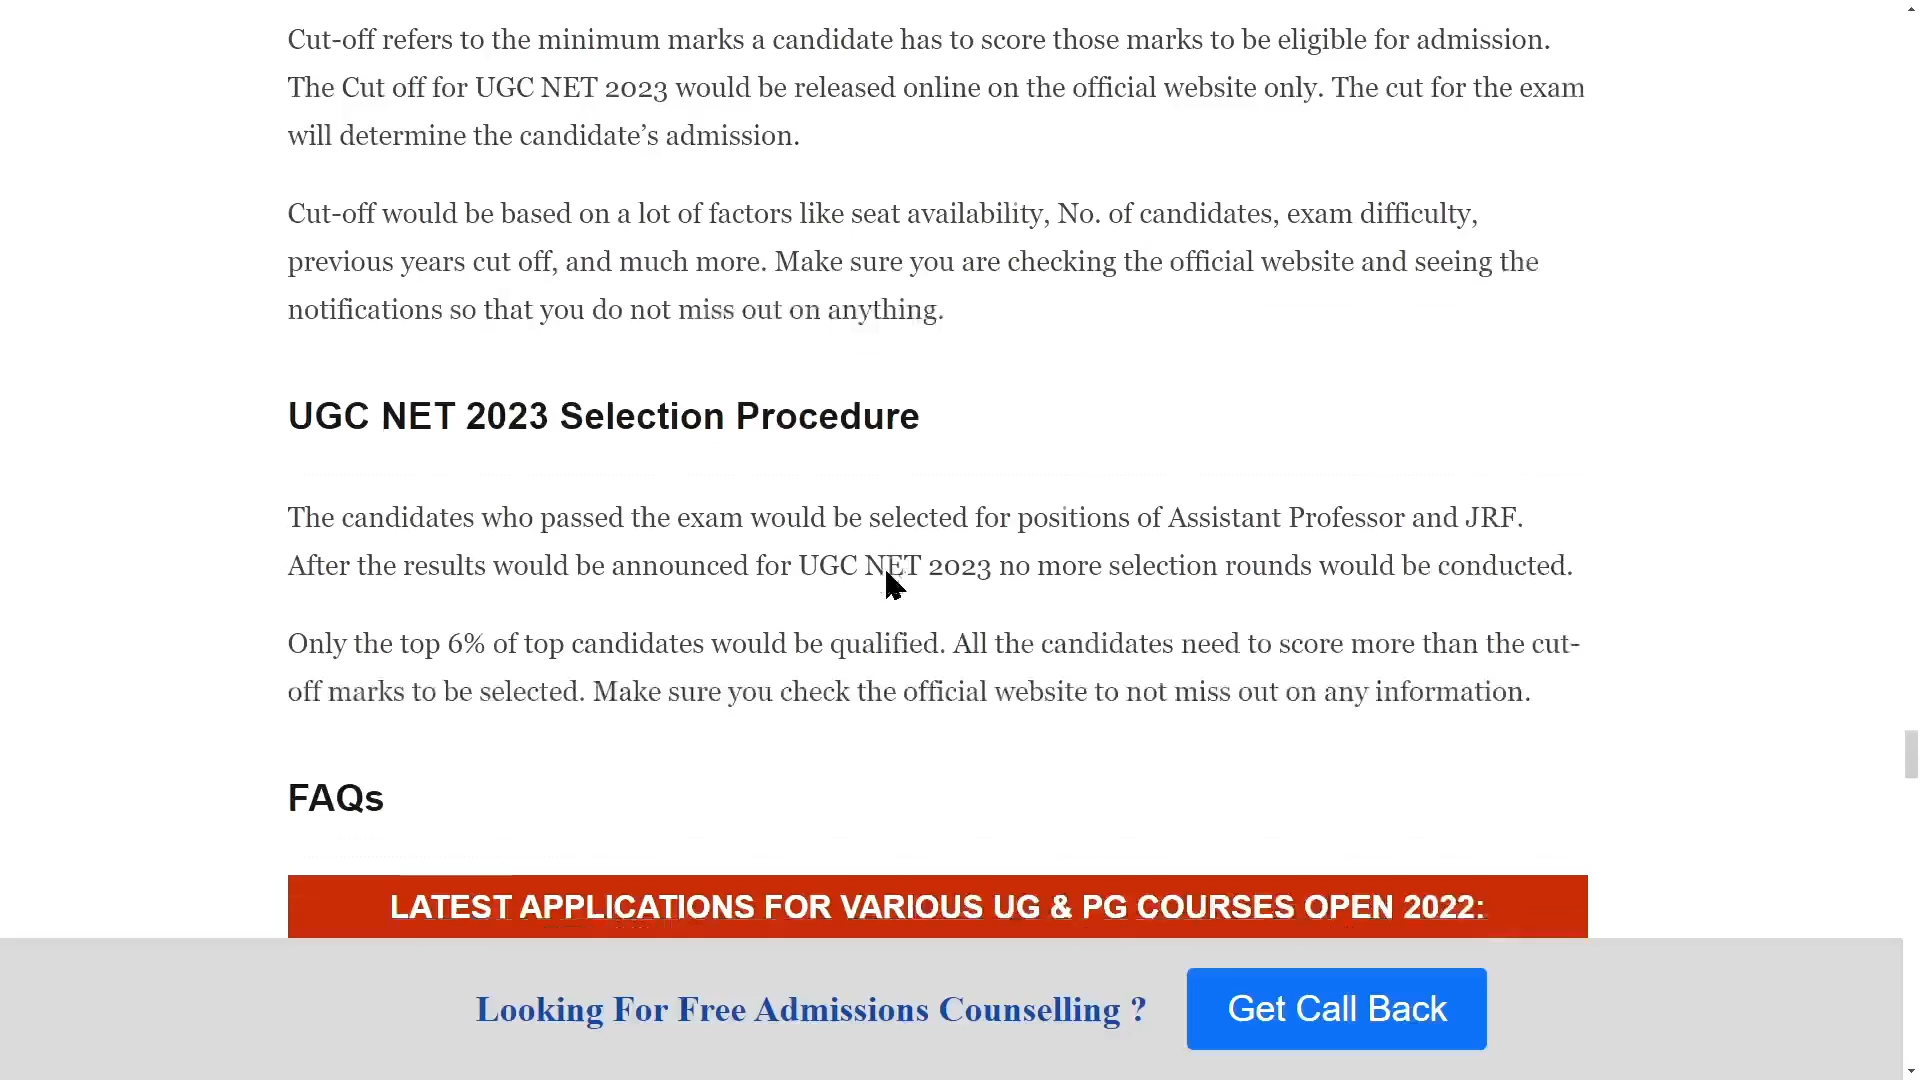 Cut-off refers to the minimum marks a candidate has to score those marks to be eligible for admission.
The Cut off for UGC NET 2023 would be released online on the official website only. The cut for the exam
will determine the candidate’s admission.
Cut-off would be based on a lot of factors like seat availability, No. of candidates, exam difficulty,
previous years cut off, and much more. Make sure you are checking the official website and seeing the
notifications so that you do not miss out on anything.
UGC NET 2023 Selection Procedure
The candidates who passed the exam would be selected for positions of Assistant Professor and JRF.
After the results would be announced for UGC NET 2023 no more selection rounds would be conducted.
Only the top 6% of top candidates would be qualified. All the candidates need to score more than the cut-
off marks to be selected. Make sure you check the official website to not miss out on any information.
FAQs
LATEST APPLICATIONS FOR VARIOUS UG & PG COURSES OPEN 2022:
Looking For Free Admissions Counselling ?
Get Call Back